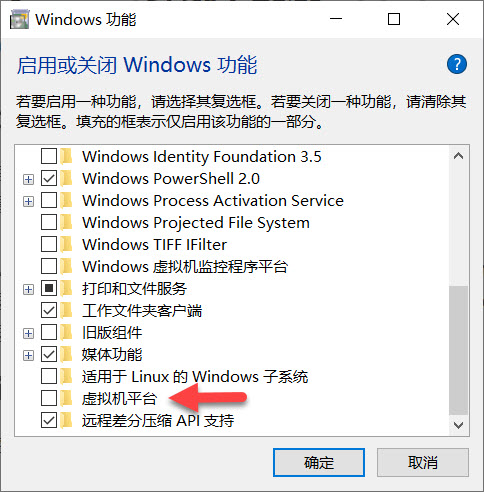 Windows 功能
启用或关闭 Windows 功能
?
若要启用一种功能，请选择其复选框。若要关闭一种功能，请清除其
复选框。填充的框表示仅启用该功能的一部分。
Windows Identity Foundation 3.5
Windows PowerShell 2.0
Windows Process Activation Service
Windows Projected File System
Windows TIFF IFilter
Windows 虚拟机监控程序平台
打印和文件服务
工作文件夹客户端
旧版组件
媒体功能
适用于 Linux 的 Windows 子系统
虚拟机平台
远程差分压缩 API 支持
确定
取消